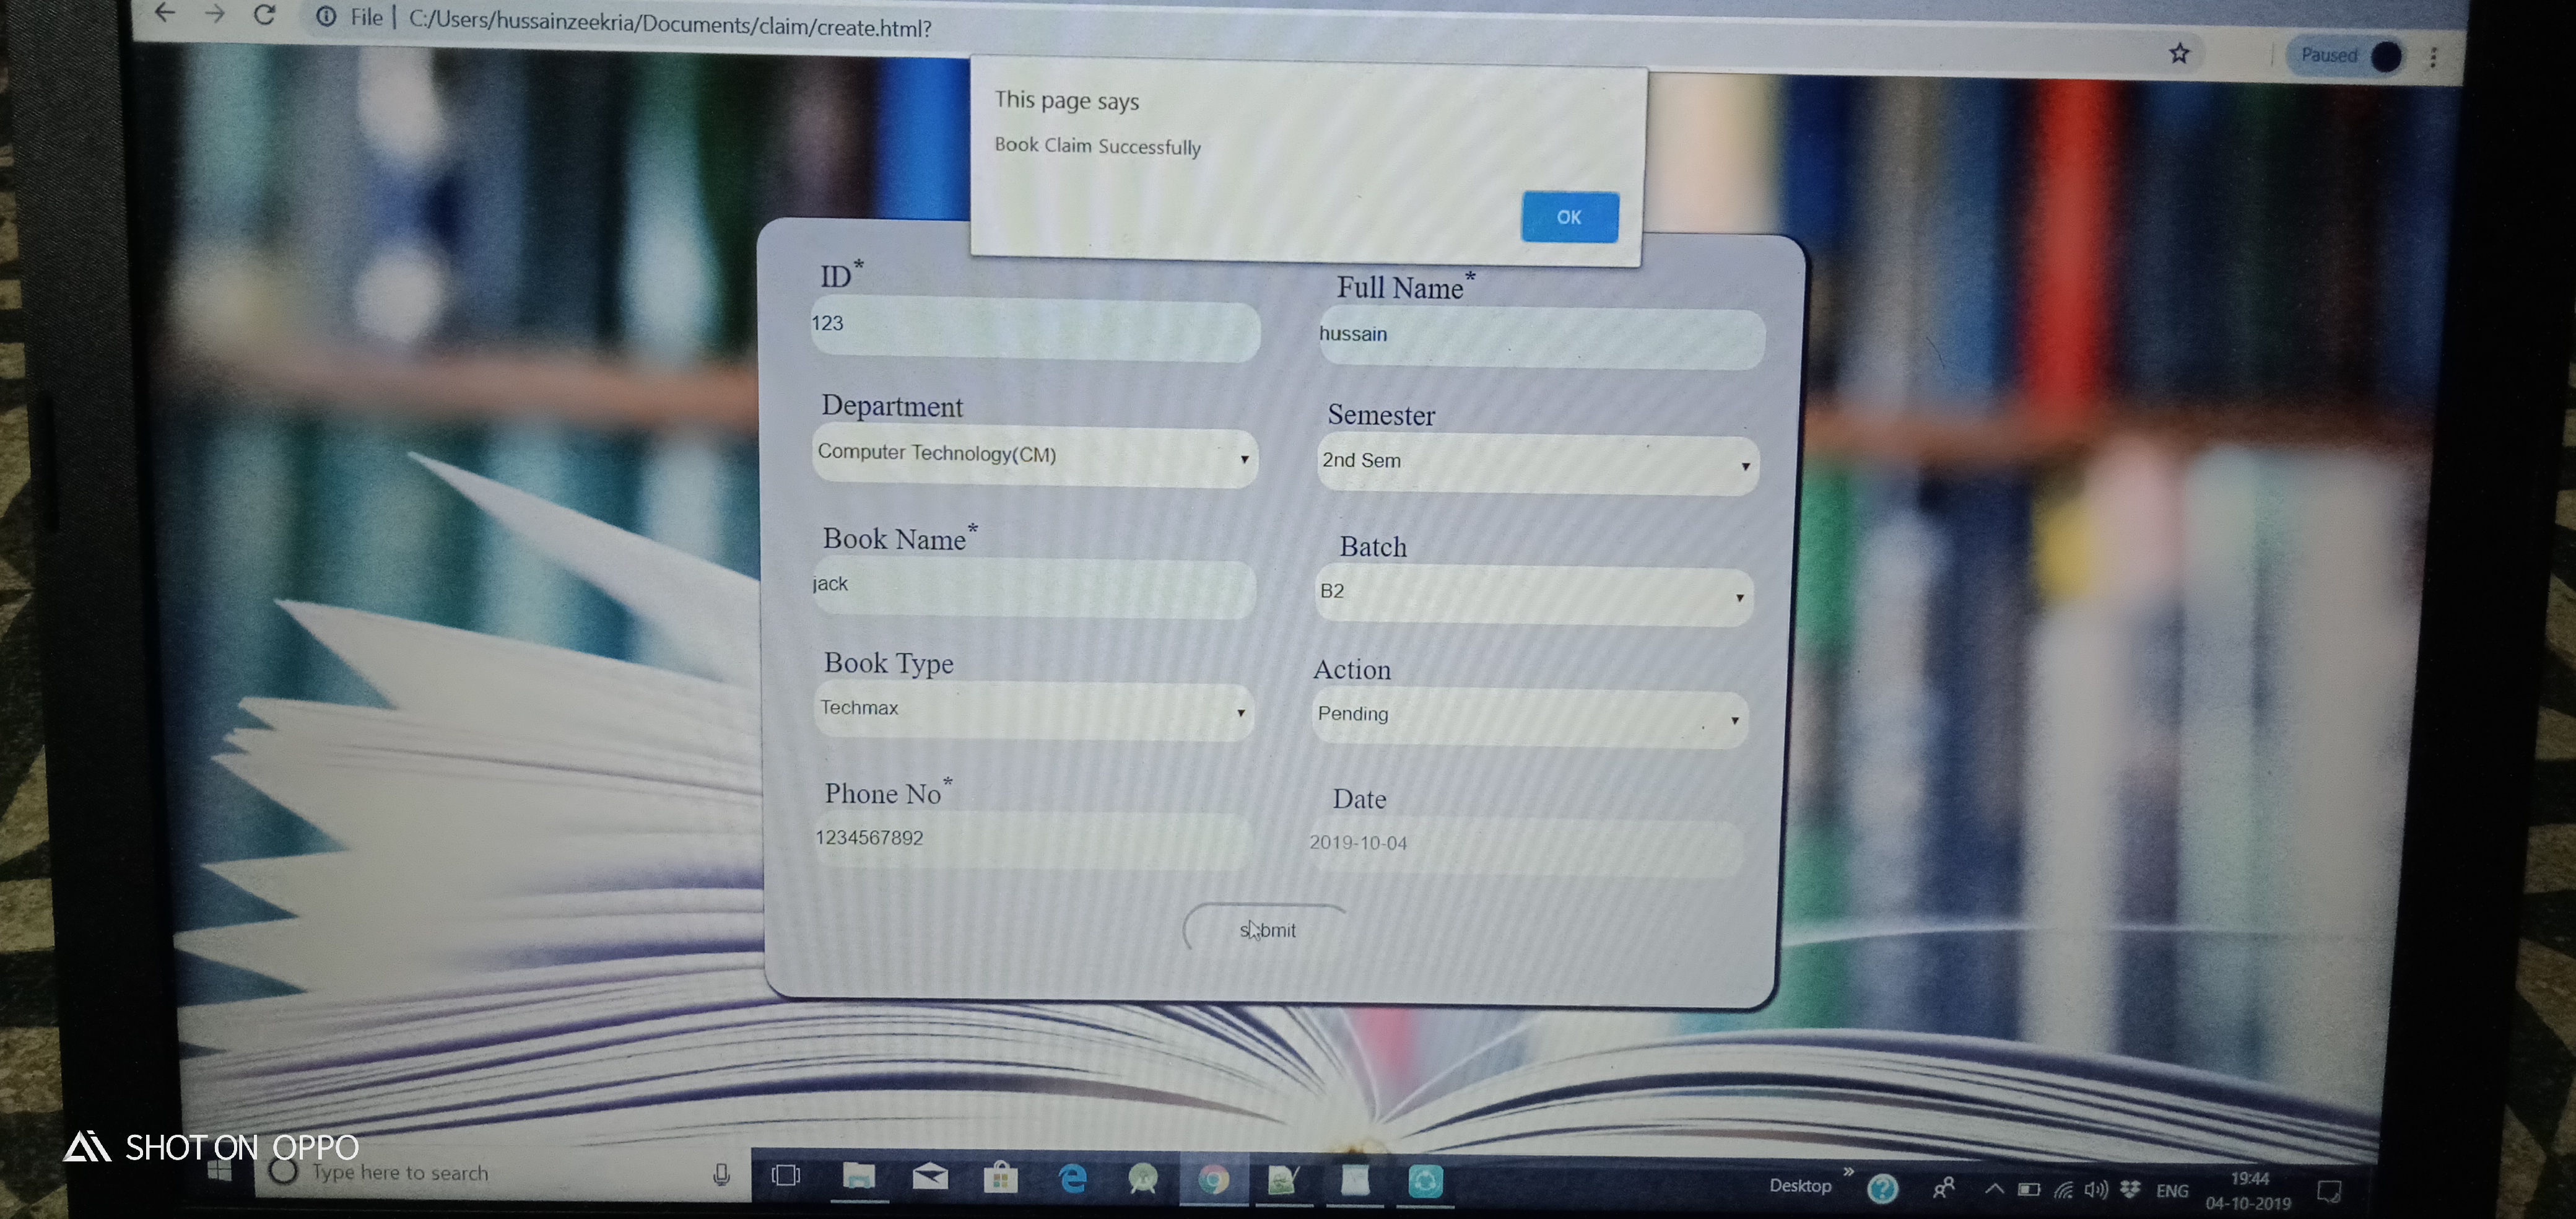 File | C:/Users/hussainzeekria/Documents/claim/create.html?
Paused
This page says
Book Claim Successfully
OK
ID*
Full Name*
123
hussain
Department
Semester
Computer Technology(CM)
2nd Sem
Book Name*
Batch
jack
B2
Book Type
Action
Techmax
Pending
Phone No*
Date
1234567892
2019-10-04
submit
SHOT ON OPPO
Type here to search
Desktop
ENG
19:44
04-10-2019